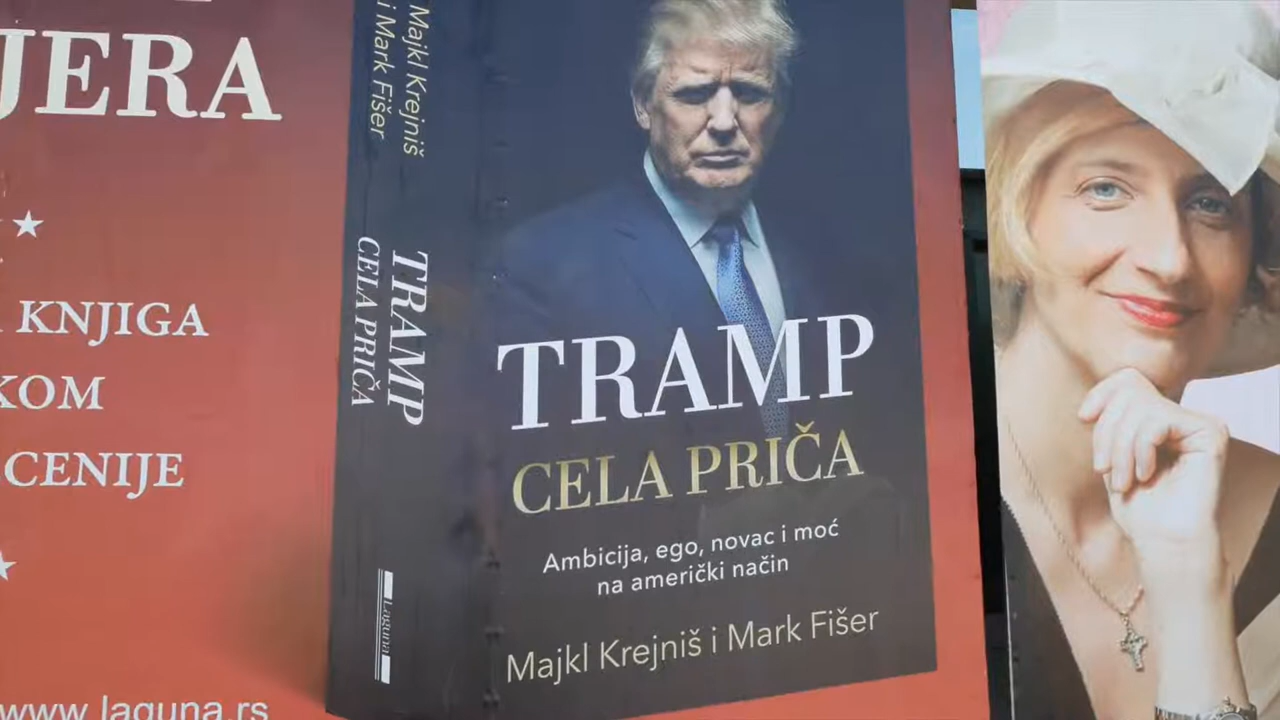 JERA
KNJIGA
KOM
CENIJE
www.laguna.rs
Majkl Krejniš
i Mark Fišer
TRAMP
CELA PRIČA
Laguna
TRAMP
CELA PRIČA
Ambicija, ego, novac i moć
na američki način
Majkl Krejniš i Mark Fišer